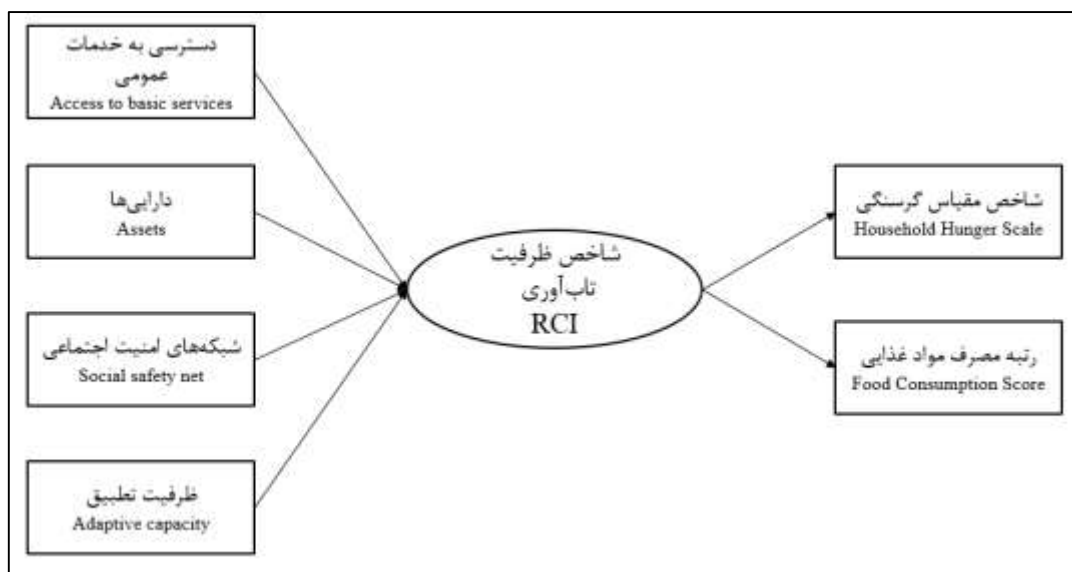 دسترسی به خدمات
عمومی
Access to basic services
دارایی‌ها
Assets
شبکه‌های امنیت اجتماعی
Social safety net
ظرفیت تطبیق
Adaptive capacity
شاخص ظرفیت
تاب‌آوری
RCI
شاخص مقیاس گرسنگی
Household Hunger Scale
رتبه مصرف مواد غذایی
Food Consumption Score